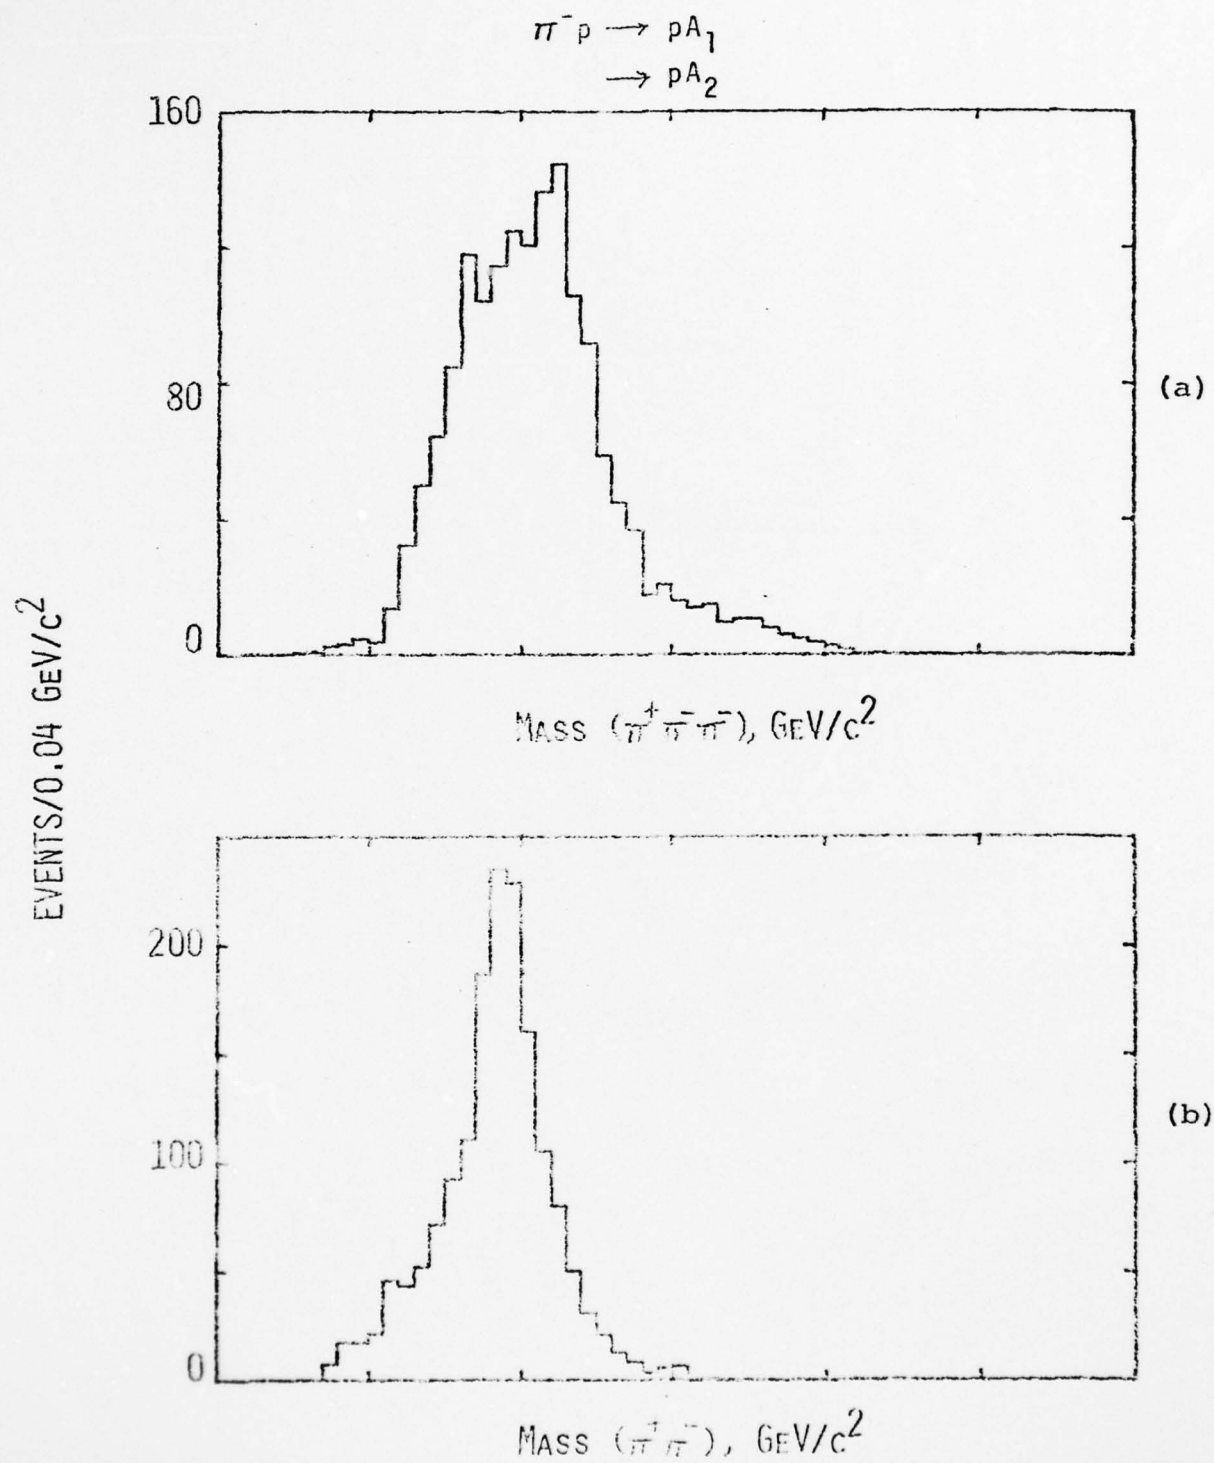 π⁻p → pA₁
→ pA₂
160
80
0
(a)
MASS (π⁺π⁻π⁻), GEV/c²
EVENTS/0.04 GEV/c²
200
100
0
(b)
MASS (π⁺π⁻), GEV/c²